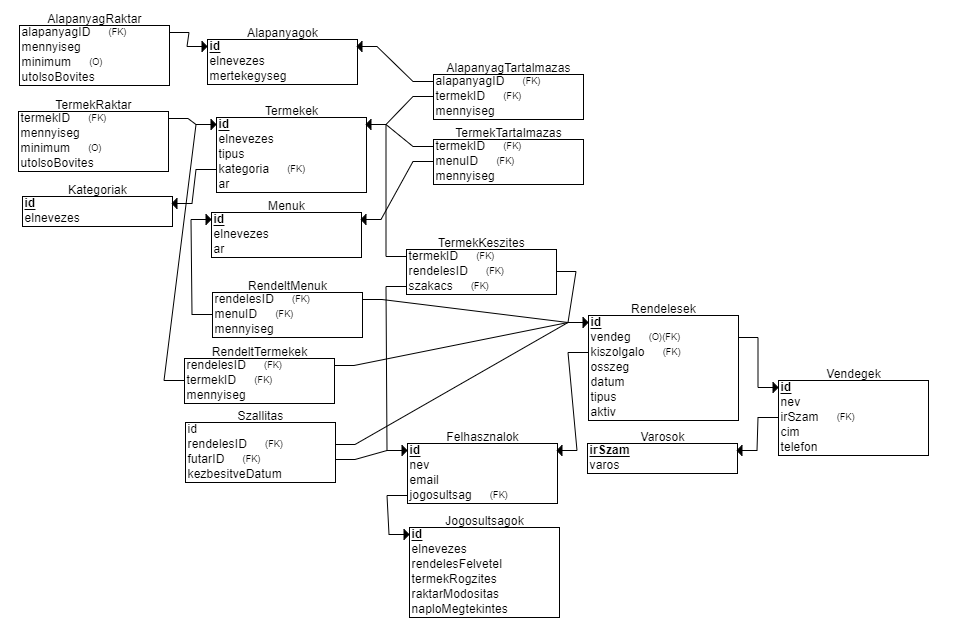 AlapanyagRaktar
alapanyagID (FK)
mennyiseg
minimum (O)
utolsoBovites
Alapanyagok
id
elnevezes
mertekegyseg
AlapanyagTartalmazas
alapanyagID (FK)
termekID (FK)
mennyiseg
TermekRaktar
termekID (FK)
mennyiseg
minimum (O)
utolsoBovites
Termekek
id
elnevezes
tipus
kategoria (FK)
ar
TermekTartalmazas
termekID (FK)
menuID (FK)
mennyiseg
Kategoriak
id
elnevezes
Menuk
id
elnevezes
ar
TermekKeszites
termekID (FK)
rendelesID (FK)
szakacs (FK)
RendeltMenuk
rendelesID (FK)
menuID (FK)
mennyiseg
Rendelesek
id
vendeg (O)(FK)
kiszolgalo (FK)
osszeg
datum
tipus
aktiv
RendeltTermekek
rendelesID (FK)
termekID (FK)
mennyiseg
Vendegek
id
nev
irSzam (FK)
cim
telefon
Szallitas
id
rendelesID (FK)
futarID (FK)
kezbesitveDatum
Felhasznalok
id
nev
email
jogosultsag (FK)
Varosok
irSzam
varos
Jogosultsagok
id
elnevezes
rendelesFelvetel
termekRogzites
raktarModositas
naploMegtekintes